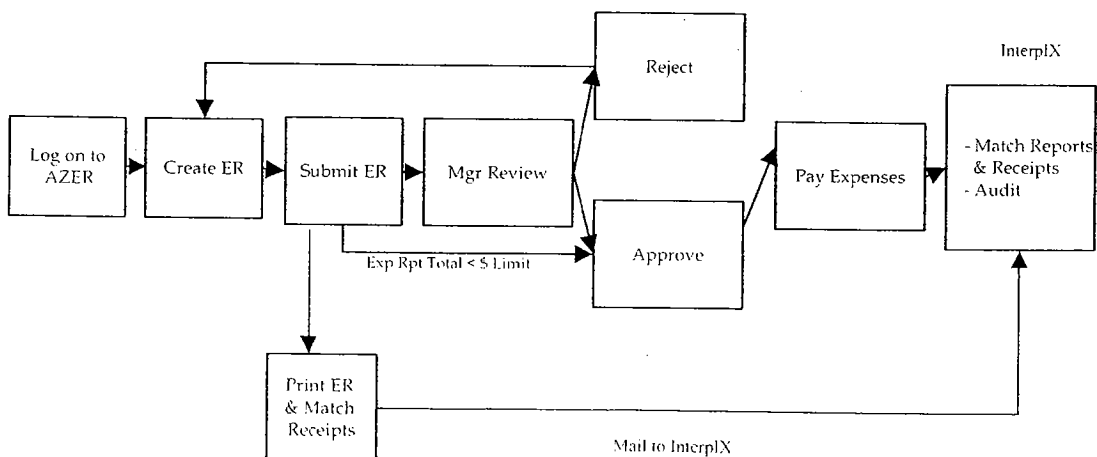 InterpIX
Reject
Log on to
AZER
Create ER
Submit ER
Mgr Review
Pay Expenses
- Match Reports
& Receipts
- Audit
Approve
Exp Rpt Total < $ Limit
Print ER
& Match
Receipts
Mail to InterpIX